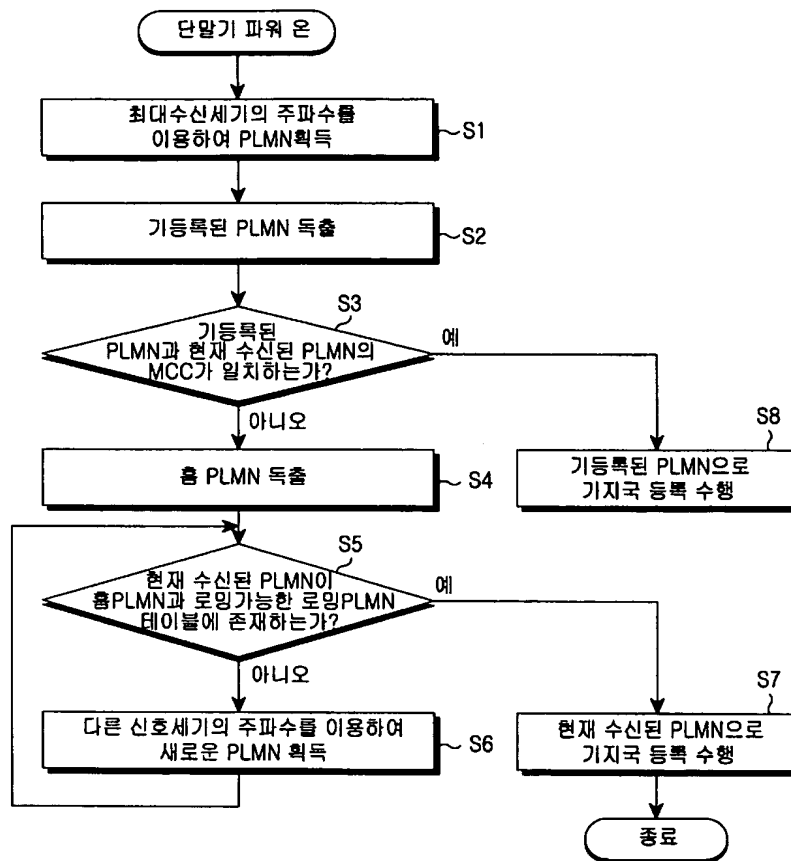 단말기 파워 온
최대수신세기의 주파수를
이용하여 PLMN획득
S1
기등록된 PLMN 독출
S2
S3
기등록된
PLMN과 현재 수신된 PLMN의
MCC가 일치하는가?
예
아니오
S8
홈 PLMN 독출
S4
기등록된 PLMN으로
기지국 등록 수행
S5
현재 수신된 PLMN이
홈PLMN과 로밍가능한 로밍PLMN
테이블에 존재하는가?
예
아니오
S7
다른 신호세기의 주파수를 이용하여
새로운 PLMN 획득
S6
현재 수신된 PLMN으로
기지국 등록 수행
종료